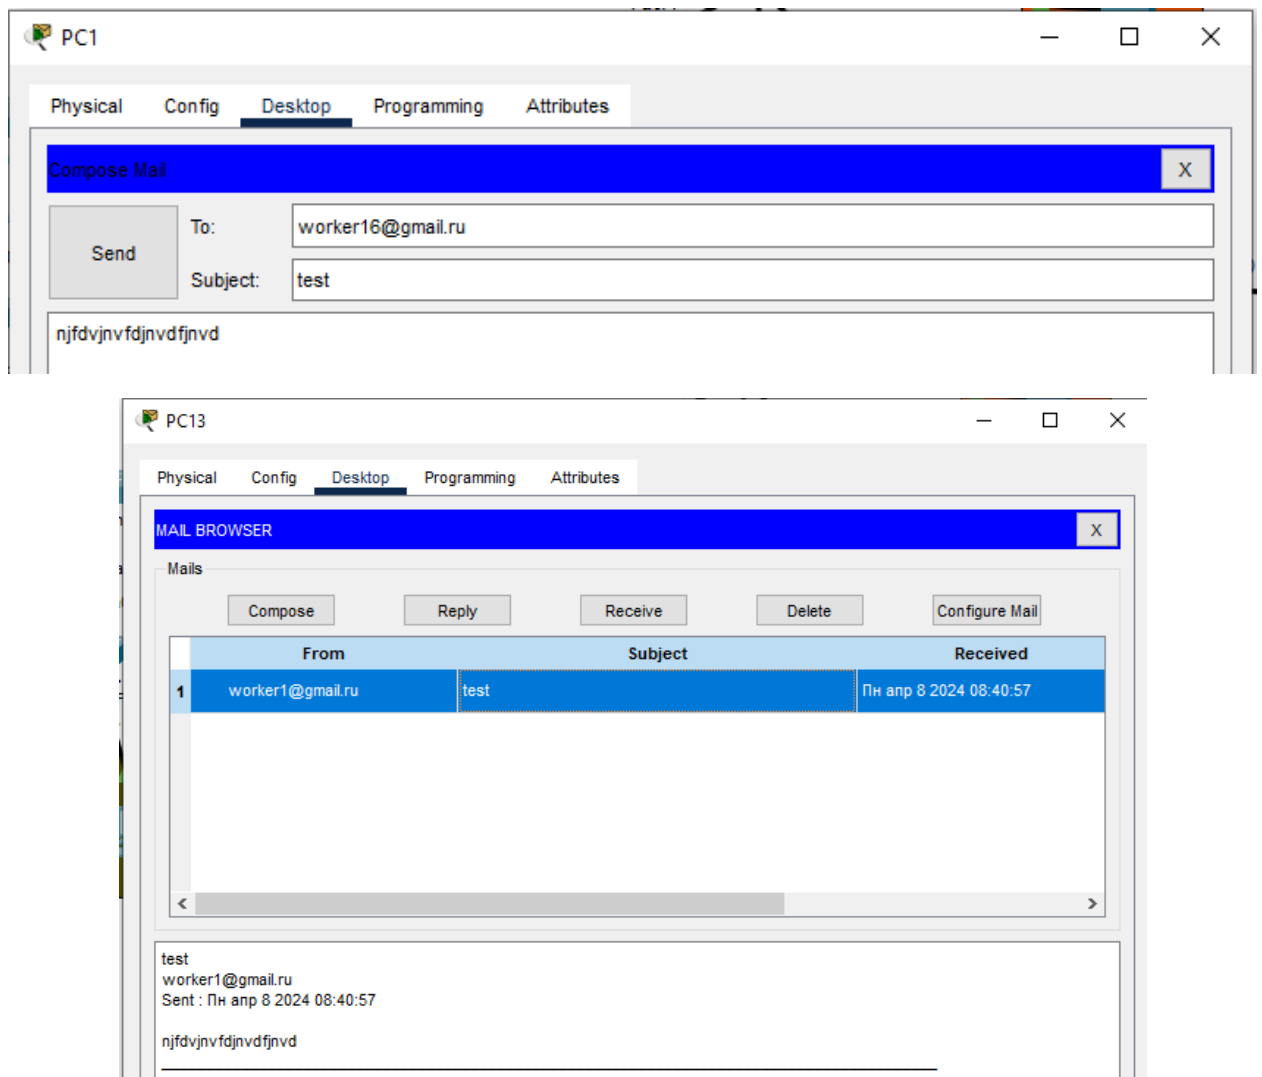 PC1
Physical Config Desktop Programming Attributes
Compose Mail X
Send
To: worker16@gmail.ru
Subject: test
njfdvjnvfdjnvdfjnvd
PC13
Physical Config Desktop Programming Attributes
MAIL BROWSER X
Mails
Compose Reply Receive Delete Configure Mail
From Subject Received
1 worker1@gmail.ru test Пн апр 8 2024 08:40:57
test
worker1@gmail.ru
Sent : Пн апр 8 2024 08:40:57
njfdvjnvfdjnvdfjnvd